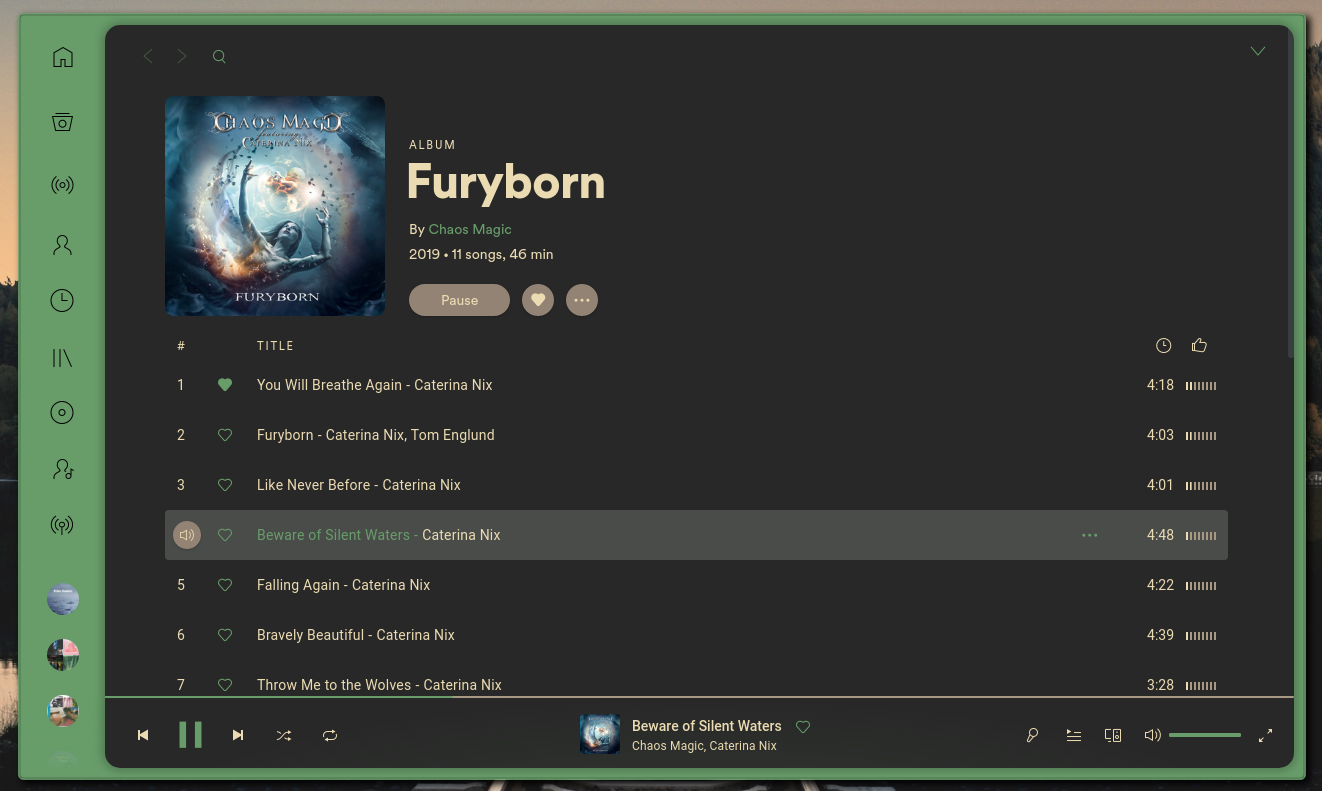 CHAOS MAGIC
featuring
CATERINA NIX
FURYBORN
ALBUM
Furyborn
By Chaos Magic
2019 • 11 songs, 46 min
Pause
# TITLE
1 You Will Breathe Again - Caterina Nix 4:18
2 Furyborn - Caterina Nix, Tom Englund 4:03
3 Like Never Before - Caterina Nix 4:01
Beware of Silent Waters - Caterina Nix 4:48
5 Falling Again - Caterina Nix 4:22
6 Bravely Beautiful - Caterina Nix 4:39
7 Throw Me to the Wolves - Caterina Nix 3:28
Beware of Silent Waters
Chaos Magic, Caterina Nix